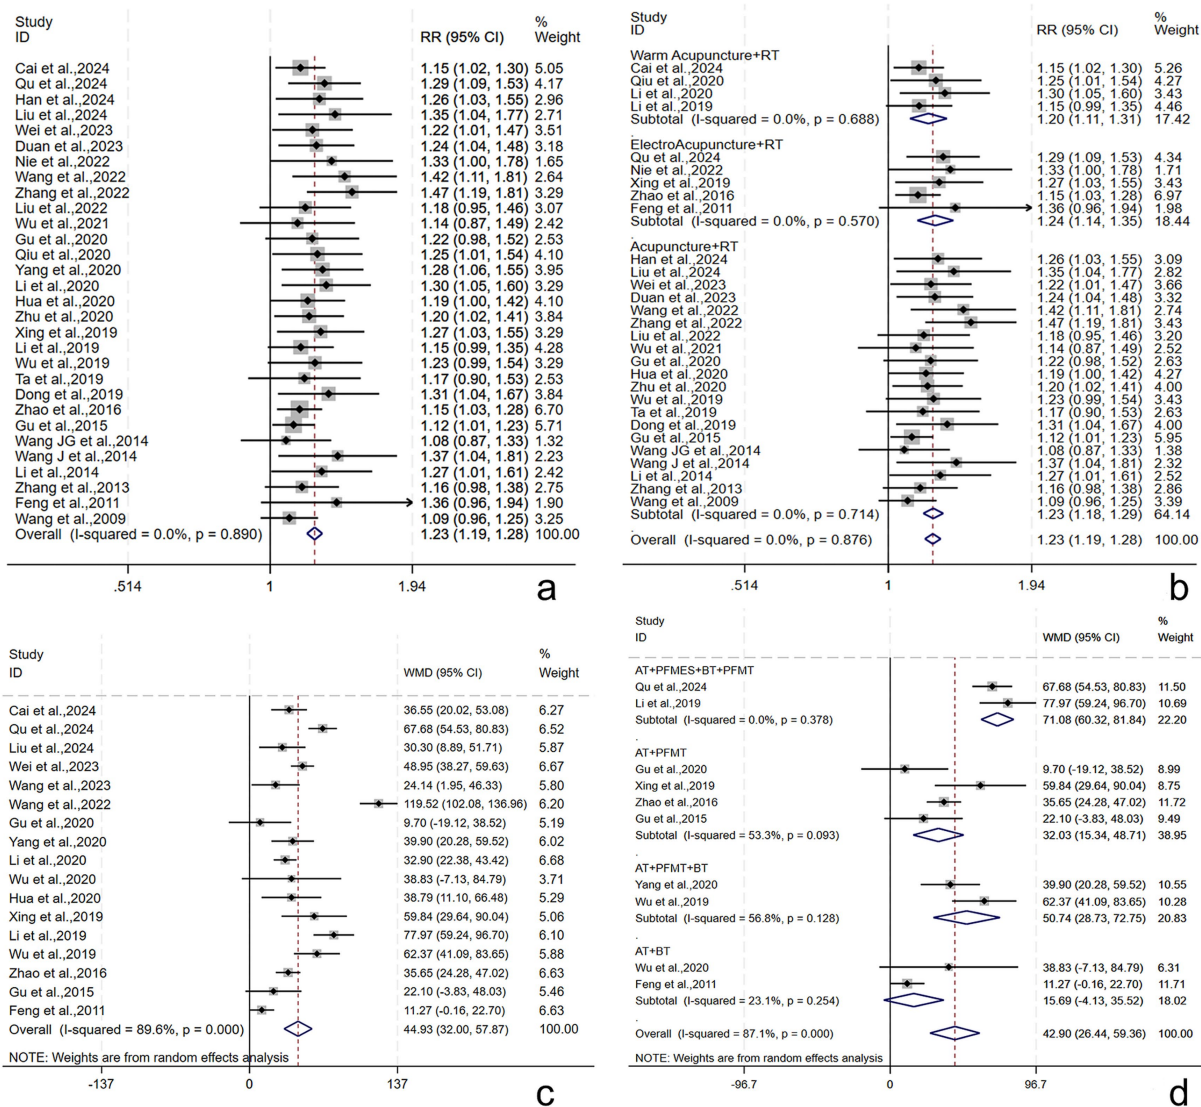 Study %
ID RR (95% CI) Weight
Cai et al.,2024 1.15 (1.02, 1.30) 5.05
Qu et al.,2024 1.29 (1.09, 1.53) 4.17
Han et al.,2024 1.26 (1.03, 1.55) 2.96
Liu et al.,2024 1.35 (1.04, 1.77) 2.71
Wei et al.,2023 1.22 (1.01, 1.47) 3.51
Duan et al.,2023 1.24 (1.04, 1.48) 3.18
Nie et al.,2022 1.33 (1.00, 1.78) 1.65
Wang et al.,2022 1.42 (1.11, 1.81) 2.64
Zhang et al.,2022 1.47 (1.19, 1.81) 3.29
Liu et al.,2022 1.18 (0.95, 1.46) 3.07
Wu et al.,2021 1.14 (0.87, 1.49) 2.42
Gu et al.,2020 1.22 (0.98, 1.52) 2.53
Qiu et al.,2020 1.25 (1.01, 1.54) 4.10
Yang et al.,2020 1.28 (1.06, 1.55) 3.95
Li et al.,2020 1.30 (1.05, 1.60) 3.29
Hua et al.,2020 1.19 (1.00, 1.42) 4.10
Zhu et al.,2020 1.20 (1.02, 1.41) 3.84
Xing et al.,2019 1.27 (1.03, 1.55) 3.29
Li et al.,2019 1.15 (0.99, 1.35) 4.28
Wu et al.,2019 1.23 (0.99, 1.54) 3.29
Ta et al.,2019 1.17 (0.90, 1.53) 2.53
Dong et al.,2019 1.31 (1.04, 1.67) 3.84
Zhao et al.,2016 1.15 (1.03, 1.28) 6.70
Gu et al.,2015 1.12 (1.01, 1.23) 5.71
Wang JG et al.,2014 1.08 (0.87, 1.33) 1.32
Wang J et al.,2014 1.37 (1.04, 1.81) 2.23
Li et al.,2014 1.27 (1.01, 1.61) 2.42
Zhang et al.,2013 1.16 (0.98, 1.38) 2.75
Feng et al.,2011 1.36 (0.96, 1.94) 1.90
Wang et al.,2009 1.09 (0.96, 1.25) 3.25
Overall (I-squared = 0.0%, p = 0.890) 1.23 (1.19, 1.28) 100.00
.514 1 1.94
a
Study %
ID RR (95% CI) Weight
Warm Acupuncture+RT
Cai et al.,2024 1.15 (1.02, 1.30) 5.26
Qiu et al.,2020 1.25 (1.01, 1.54) 4.27
Li et al.,2020 1.30 (1.05, 1.60) 3.43
Li et al.,2019 1.15 (0.99, 1.35) 4.46
Subtotal (I-squared = 0.0%, p = 0.688) 1.20 (1.11, 1.31) 17.42
.
ElectroAcupuncture+RT
Qu et al.,2024 1.29 (1.09, 1.53) 4.34
Nie et al.,2022 1.33 (1.00, 1.78) 1.71
Xing et al.,2019 1.27 (1.03, 1.55) 3.43
Zhao et al.,2016 1.15 (1.03, 1.28) 6.97
Feng et al.,2011 1.36 (0.96, 1.94) 1.98
Subtotal (I-squared = 0.0%, p = 0.570) 1.24 (1.14, 1.35) 18.44
.
Acupuncture+RT
Han et al.,2024 1.26 (1.03, 1.55) 3.09
Liu et al.,2024 1.35 (1.04, 1.77) 2.82
Wei et al.,2023 1.22 (1.01, 1.47) 3.66
Duan et al.,2023 1.24 (1.04, 1.48) 3.32
Wang et al.,2022 1.42 (1.11, 1.81) 2.74
Zhang et al.,2022 1.47 (1.19, 1.81) 3.43
Liu et al.,2022 1.18 (0.95, 1.46) 3.20
Wu et al.,2021 1.14 (0.87, 1.49) 2.52
Gu et al.,2020 1.22 (0.98, 1.52) 2.63
Hua et al.,2020 1.19 (1.00, 1.42) 4.27
Zhu et al.,2020 1.20 (1.02, 1.41) 4.00
Wu et al.,2019 1.23 (0.99, 1.54) 3.43
Ta et al.,2019 1.17 (0.90, 1.53) 2.63
Dong et al.,2019 1.31 (1.04, 1.67) 4.00
Gu et al.,2015 1.12 (1.01, 1.23) 5.95
Wang JG et al.,2014 1.08 (0.87, 1.33) 1.38
Wang J et al.,2014 1.37 (1.04, 1.81) 2.32
Li et al.,2014 1.27 (1.01, 1.61) 2.52
Zhang et al.,2013 1.16 (0.98, 1.38) 2.86
Wang et al.,2009 1.09 (0.96, 1.25) 3.39
Subtotal (I-squared = 0.0%, p = 0.714) 1.23 (1.18, 1.29) 64.14
.
Overall (I-squared = 0.0%, p = 0.876) 1.23 (1.19, 1.28) 100.00
.514 1 1.94
b
Study %
ID WMD (95% CI) Weight
Cai et al.,2024 36.55 (20.02, 53.08) 6.27
Qu et al.,2024 67.68 (54.53, 80.83) 6.52
Liu et al.,2024 30.30 (8.89, 51.71) 5.87
Wei et al.,2023 48.95 (38.27, 59.63) 6.67
Wang et al.,2023 24.14 (1.95, 46.33) 5.80
Wang et al.,2022 119.52 (102.08, 136.96) 6.20
Gu et al.,2020 9.70 (-19.12, 38.52) 5.19
Yang et al.,2020 39.90 (20.28, 59.52) 6.02
Li et al.,2020 32.90 (22.38, 43.42) 6.68
Wu et al.,2020 38.83 (-7.13, 84.79) 3.71
Hua et al.,2020 38.79 (11.10, 66.48) 5.29
Xing et al.,2019 59.84 (29.64, 90.04) 5.06
Li et al.,2019 77.97 (59.24, 96.70) 6.10
Wu et al.,2019 62.37 (41.09, 83.65) 5.88
Zhao et al.,2016 35.65 (24.28, 47.02) 6.63
Gu et al.,2015 22.10 (-3.83, 48.03) 5.46
Feng et al.,2011 11.27 (-0.16, 22.70) 6.63
Overall (I-squared = 89.6%, p = 0.000) 44.93 (32.00, 57.87) 100.00
NOTE: Weights are from random effects analysis
-137 0 137
c
Study %
ID WMD (95% CI) Weight
AT+PFMES+BT+PFMT
Qu et al.,2024 67.68 (54.53, 80.83) 11.50
Li et al.,2019 77.97 (59.24, 96.70) 10.69
Subtotal (I-squared = 0.0%, p = 0.378) 71.08 (60.32, 81.84) 22.20
.
AT+PFMT
Gu et al.,2020 9.70 (-19.12, 38.52) 8.99
Xing et al.,2019 59.84 (29.64, 90.04) 8.75
Zhao et al.,2016 35.65 (24.28, 47.02) 11.72
Gu et al.,2015 22.10 (-3.83, 48.03) 9.49
Subtotal (I-squared = 53.3%, p = 0.093) 32.03 (15.34, 48.71) 38.95
.
AT+PFMT+BT
Yang et al.,2020 39.90 (20.28, 59.52) 10.55
Wu et al.,2019 62.37 (41.09, 83.65) 10.28
Subtotal (I-squared = 56.8%, p = 0.128) 50.74 (28.73, 72.75) 20.83
.
AT+BT
Wu et al.,2020 38.83 (-7.13, 84.79) 6.31
Feng et al.,2011 11.27 (-0.16, 22.70) 11.71
Subtotal (I-squared = 23.1%, p = 0.254) 15.69 (-4.13, 35.52) 18.02
.
Overall (I-squared = 87.1%, p = 0.000) 42.90 (26.44, 59.36) 100.00
NOTE: Weights are from random effects analysis
-96.7 0 96.7
d